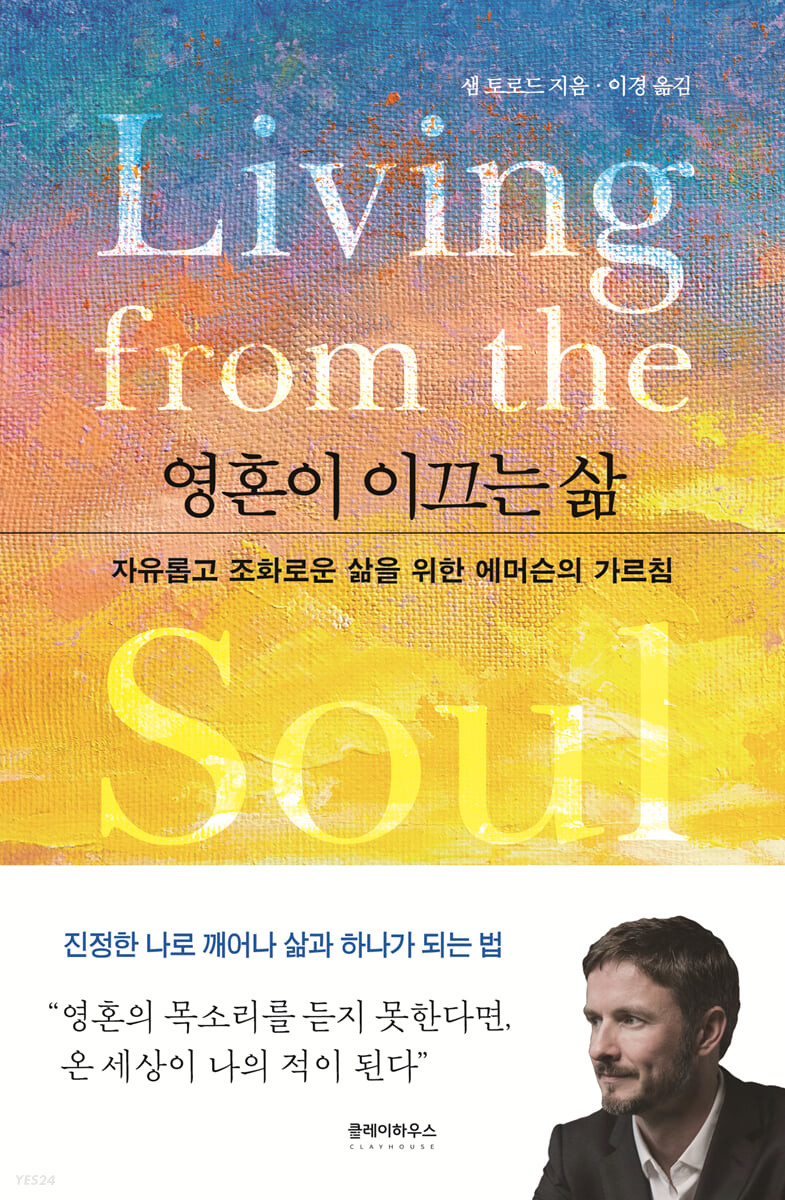 샘 토로드 지음 · 이경 옮김
Living
from the
영혼이 이끄는 삶
자유롭고 조화로운 삶을 위한 에머슨의 가르침
Soul
진정한 나로 깨어나 삶과 하나가 되는 법
“영혼의 목소리를 듣지 못한다면,
온 세상이 나의 적이 된다”
클레이하우스
CLAYHOUSE
YES24